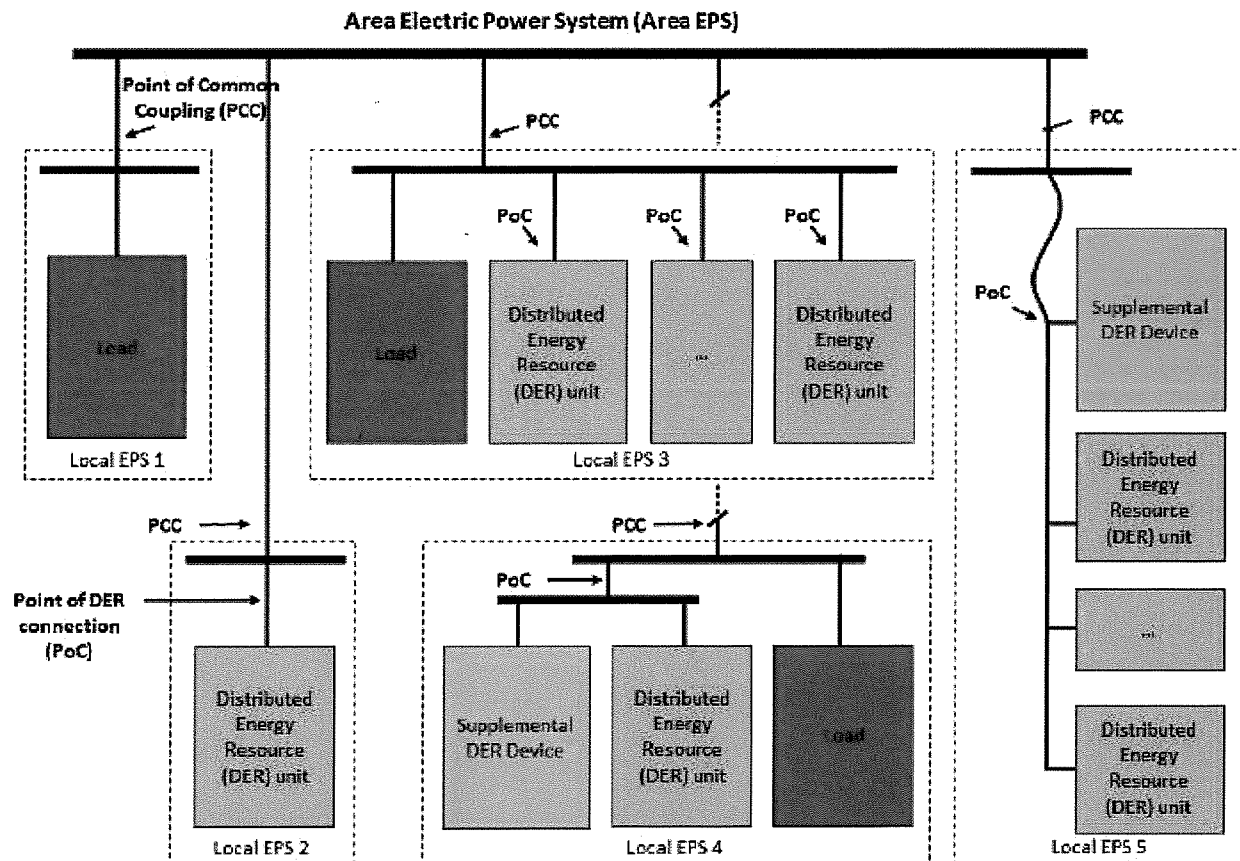 Area Electric Power System (Area EPS)
Point of Common
Coupling (PCC)
PCC
PCC
Load
Local EPS 1
PoC
PoC
PoC
Load
Distributed
Energy
Resource
(DER) unit
...
Distributed
Energy
Resource
(DER) unit
Local EPS 3
PoC
Supplemental
DER Device
Distributed
Energy
Resource
(DER) unit
...
Distributed
Energy
Resource
(DER) unit
Local EPS 5
PCC
Point of DER
connection
(PoC)
Distributed
Energy
Resource
(DER) unit
Local EPS 2
PCC
PoC
Supplemental
DER Device
Distributed
Energy
Resource
(DER) unit
Load
Local EPS 4